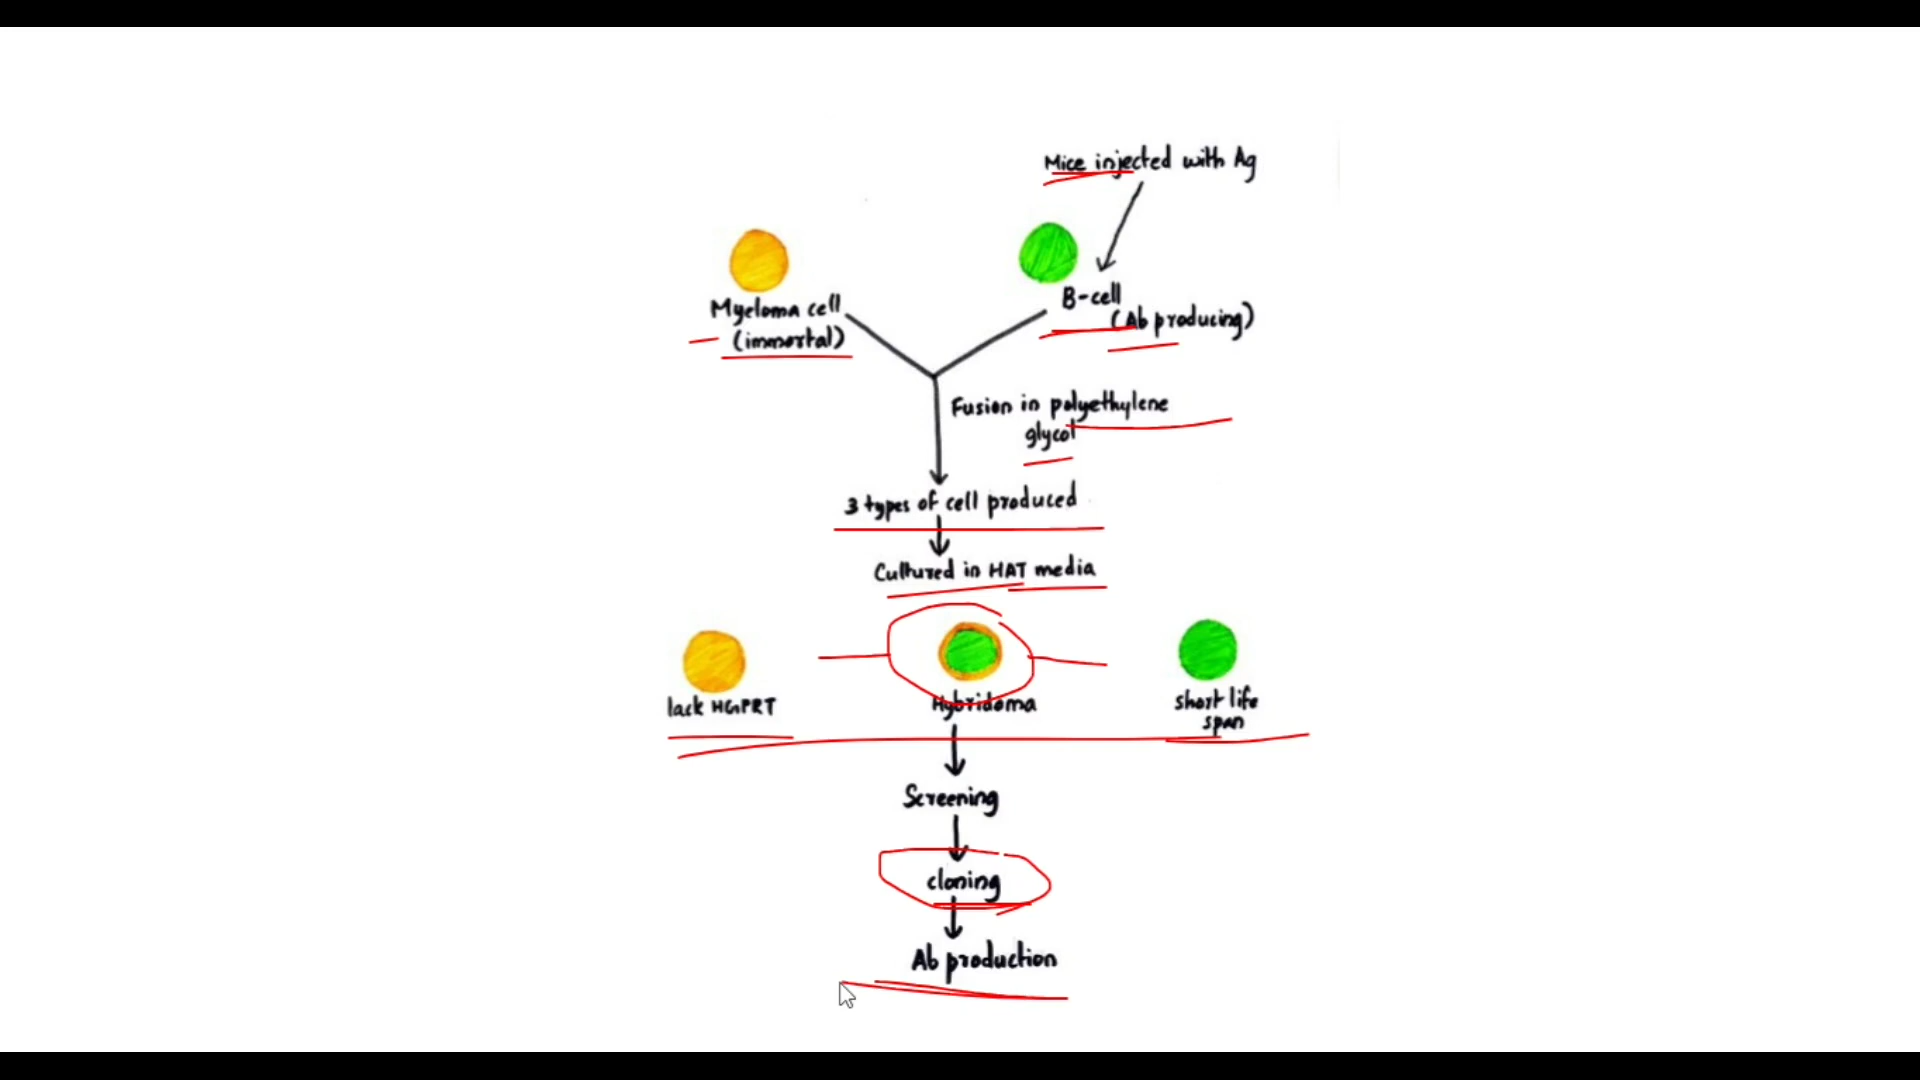 Mice injected with Ag
Myeloma cell
(immortal)
B-cell
(Ab producing)
Fusion in polyethylene
glycol
3 types of cell produced
Cultured in HAT media
lack HGPRT
Hybridoma
short life
span
Screening
cloning
Ab production